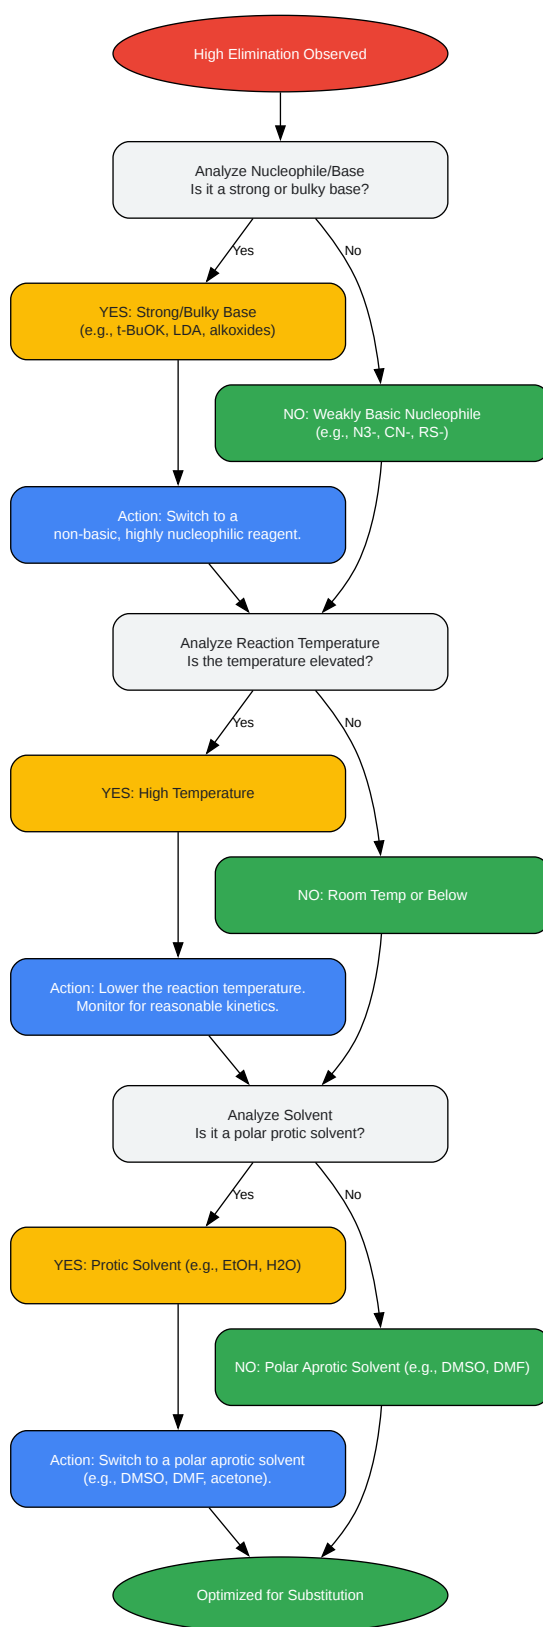 High Elimination Observed
Analyze Nucleophile/Base
Is it a strong or bulky base?
Yes
No
YES: Strong/Bulky Base
(e.g., t-BuOK, LDA, alkoxides)
NO: Weakly Basic Nucleophile
(e.g., N3-, CN-, RS-)
Action: Switch to a
non-basic, highly nucleophilic reagent.
Analyze Reaction Temperature
Is the temperature elevated?
Yes
No
YES: High Temperature
NO: Room Temp or Below
Action: Lower the reaction temperature.
Monitor for reasonable kinetics.
Analyze Solvent
Is it a polar protic solvent?
Yes
No
YES: Protic Solvent (e.g., EtOH, H2O)
NO: Polar Aprotic Solvent (e.g., DMSO, DMF)
Action: Switch to a polar aprotic solvent
(e.g., DMSO, DMF, acetone).
Optimized for Substitution